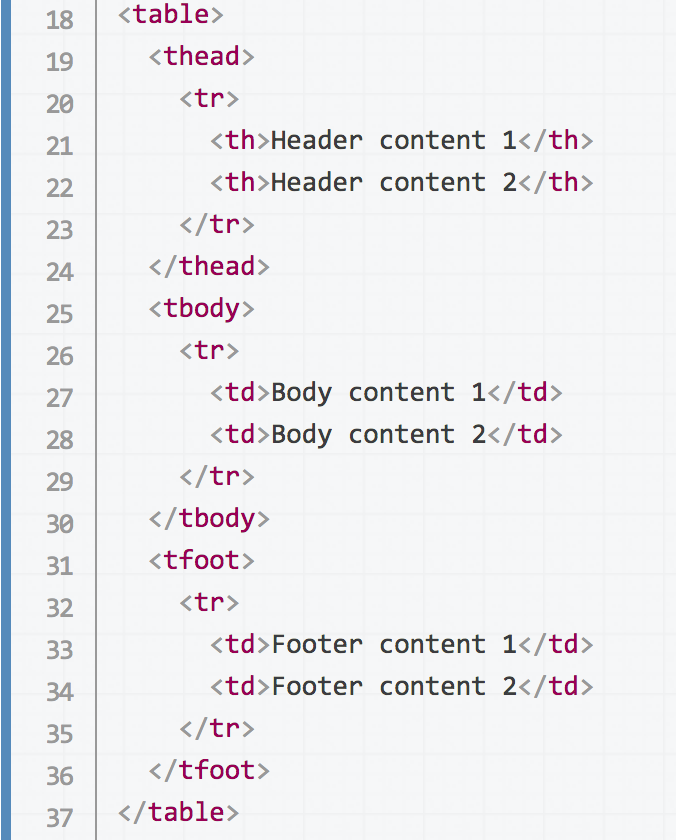 18 <table>
19   <thead>
20     <tr>
21       <th>Header content 1</th>
22       <th>Header content 2</th>
23     </tr>
24   </thead>
25   <tbody>
26     <tr>
27       <td>Body content 1</td>
28       <td>Body content 2</td>
29     </tr>
30   </tbody>
31   <tfoot>
32     <tr>
33       <td>Footer content 1</td>
34       <td>Footer content 2</td>
35     </tr>
36   </tfoot>
37 </table>